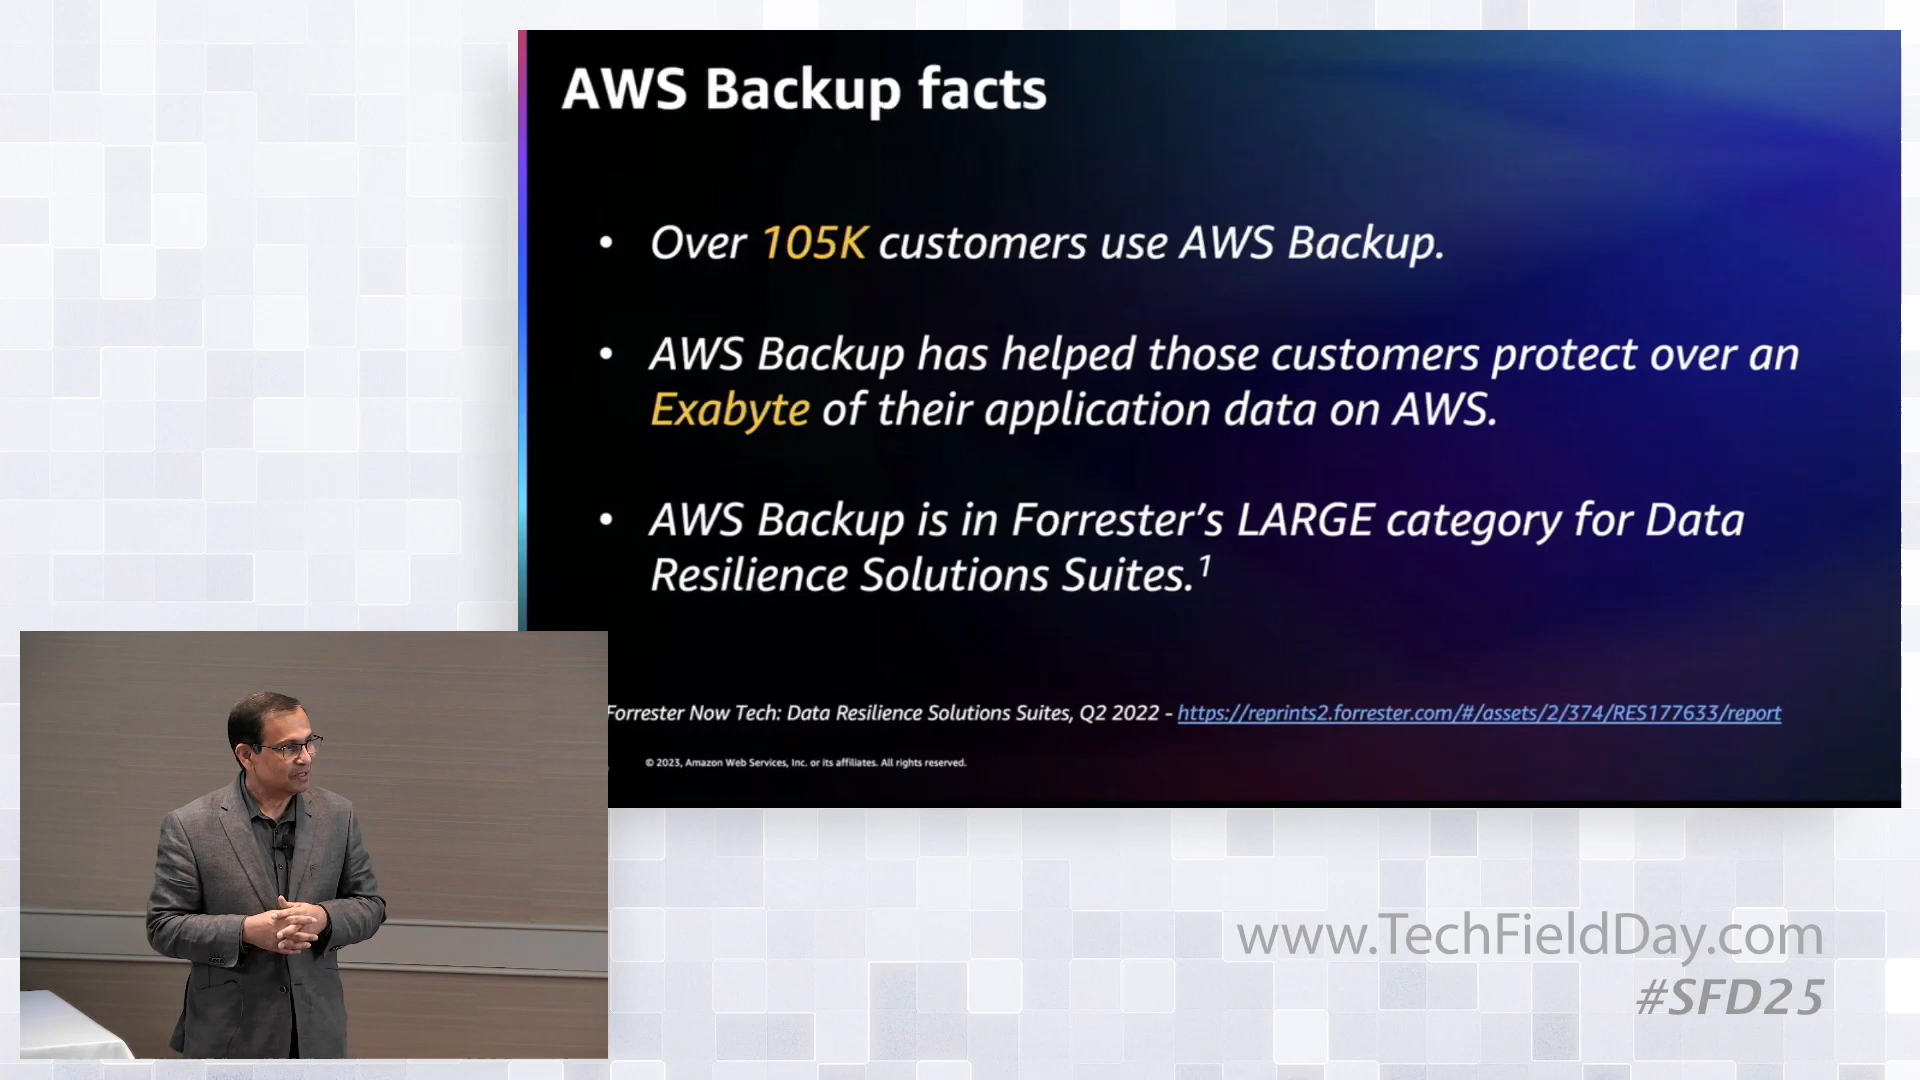 AWS Backup facts
• Over 105K customers use AWS Backup.
• AWS Backup has helped those customers protect over an
Exabyte of their application data on AWS.
• AWS Backup is in Forrester’s LARGE category for Data
Resilience Solutions Suites.¹
Forrester Now Tech: Data Resilience Solutions Suites, Q2 2022 - https://reprints2.forrester.com/#/assets/2/374/RES177633/report
© 2023, Amazon Web Services, Inc. or its affiliates. All rights reserved.
www.TechFieldDay.com
#SFD25